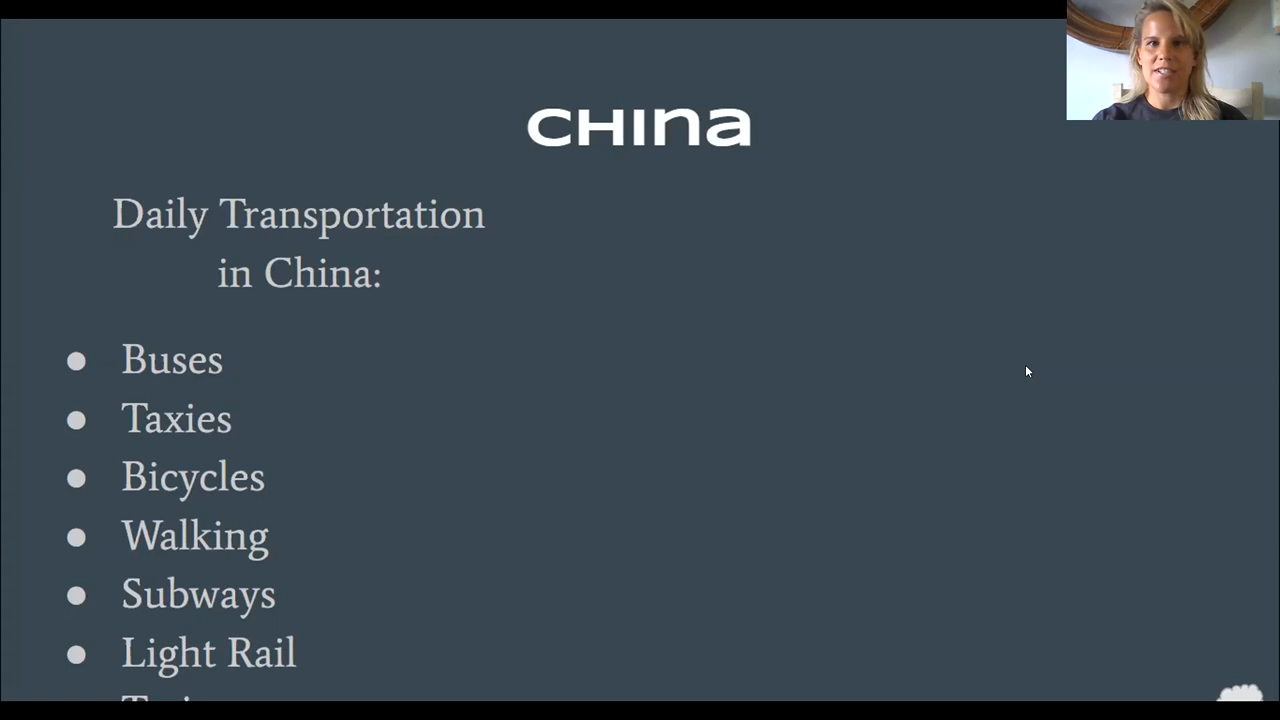 CHINA
Daily Transportation
in China:
● Buses
● Taxies
● Bicycles
● Walking
● Subways
● Light Rail